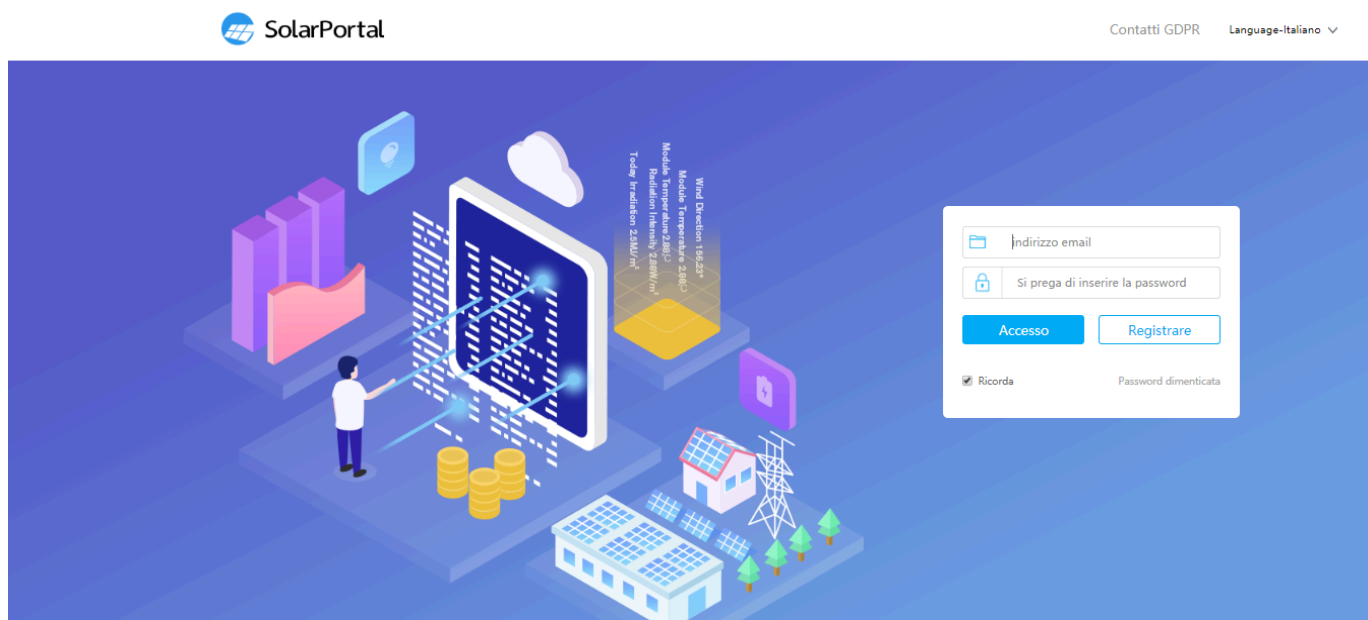 SolarPortal
Contatti GDPR
Language-Italiano
Wind Direction 156.23°
Module Temperature 2.88℃
Module Temperature 2.88℃
Radiation Intensity 2.88W/m²
Today Irradiation 2.5MJ/m²
indirizzo email
Si prega di inserire la password
Accesso
Registrare
Ricorda
Password dimenticata